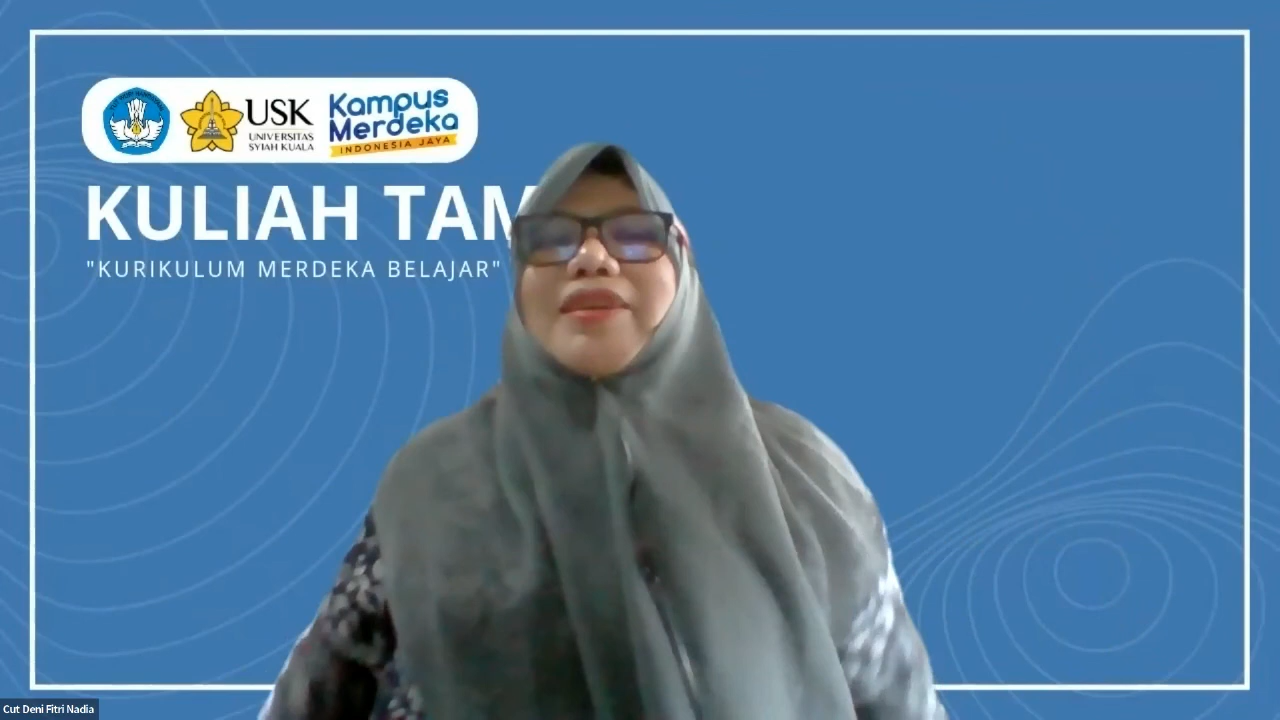 USK
UNIVERSITAS
SYIAH KUALA
Kampus
Merdeka
INDONESIA JAYA
KULIAH TAM
"KURIKULUM MERDEKA BELAJAR"
Cut Deni Fitri Nadia